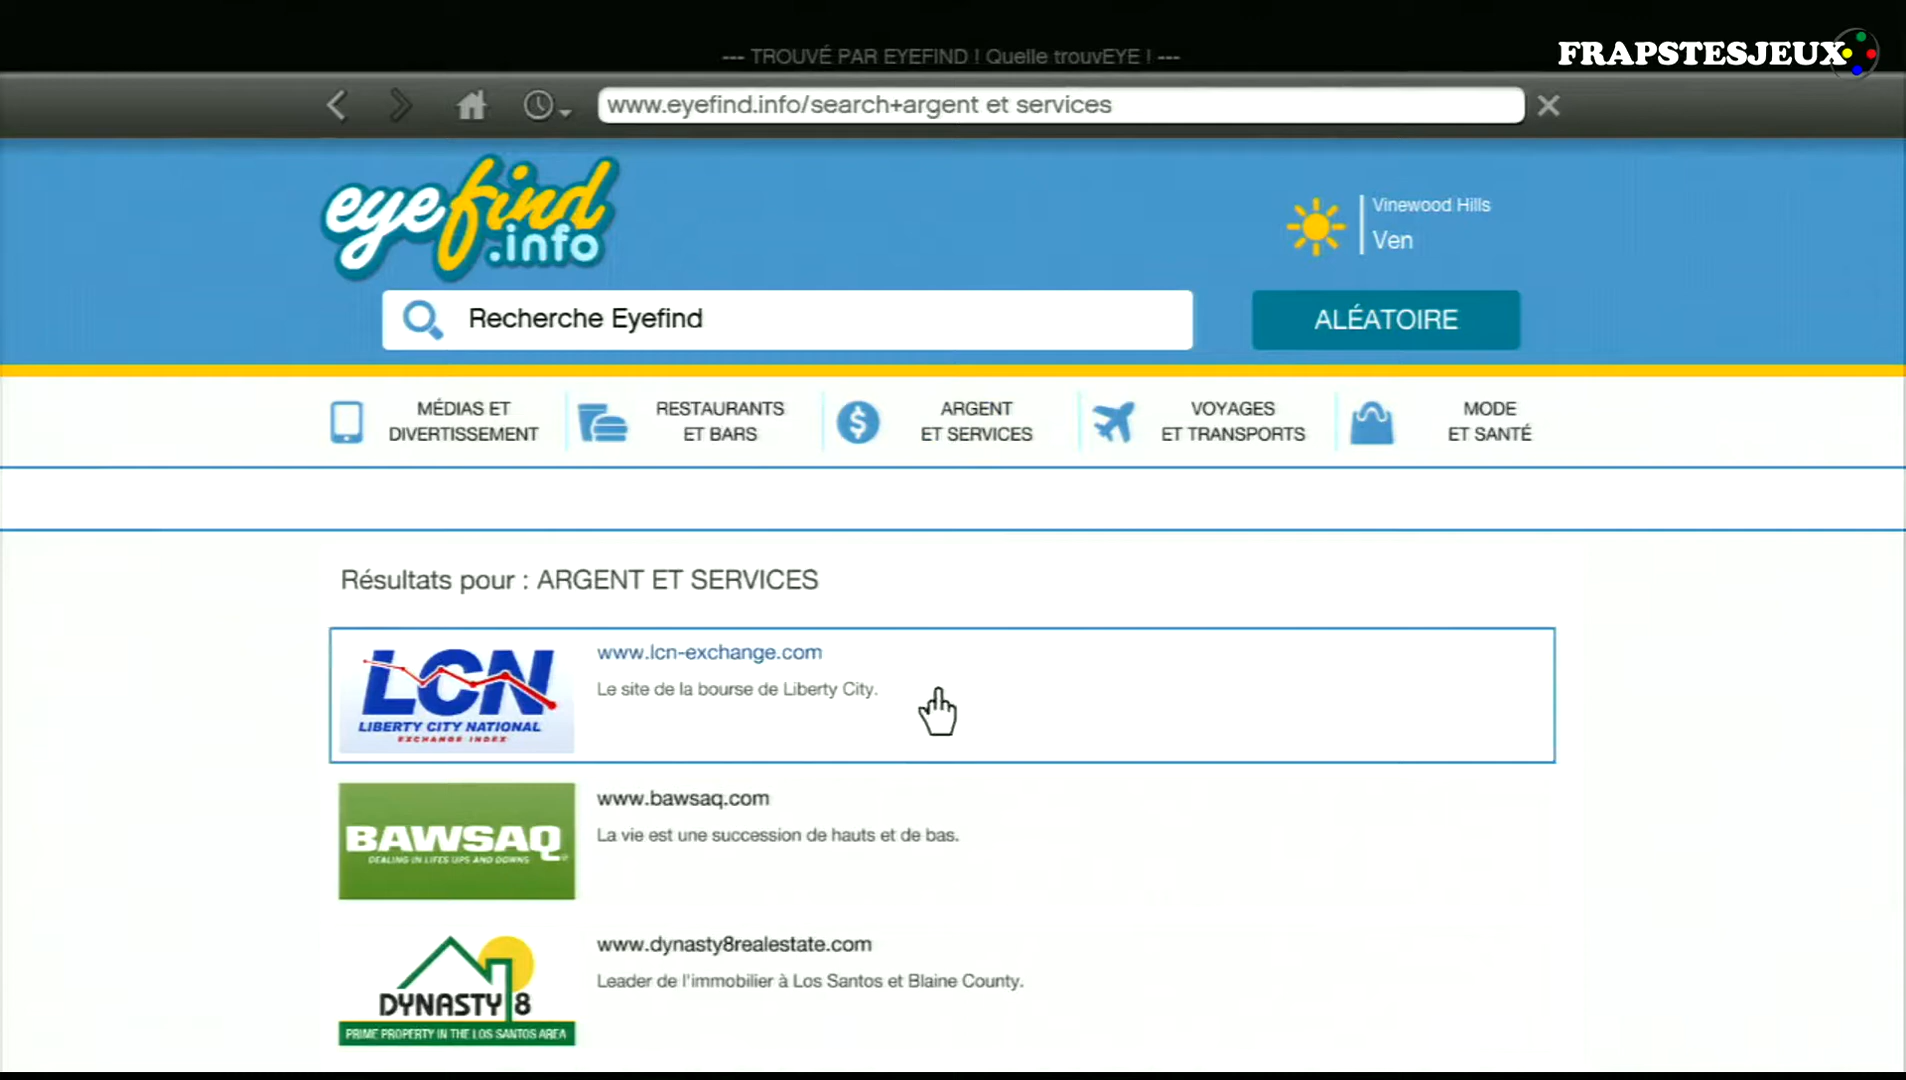 --- TROUVÉ PAR EYEFIND ! Quelle trouvEYE ! ---
FRAPSTESJEUX
www.eyefind.info/search+argent et services
eyefind
.info
Vinewood Hills
Ven
Recherche Eyefind
ALÉATOIRE
MÉDIAS ET
DIVERTISSEMENT
RESTAURANTS
ET BARS
ARGENT
ET SERVICES
VOYAGES
ET TRANSPORTS
MODE
ET SANTÉ
Résultats pour : ARGENT ET SERVICES
LCN
LIBERTY CITY NATIONAL
EXCHANGE INDEX
www.lcn-exchange.com
Le site de la bourse de Liberty City.
BAWSAQ
DEALING IN LIFES UPS AND DOWNS
www.bawsaq.com
La vie est une succession de hauts et de bas.
DYNASTY 8
PRIME PROPERTY IN THE LOS SANTOS AREA
www.dynasty8realestate.com
Leader de l'immobilier à Los Santos et Blaine County.